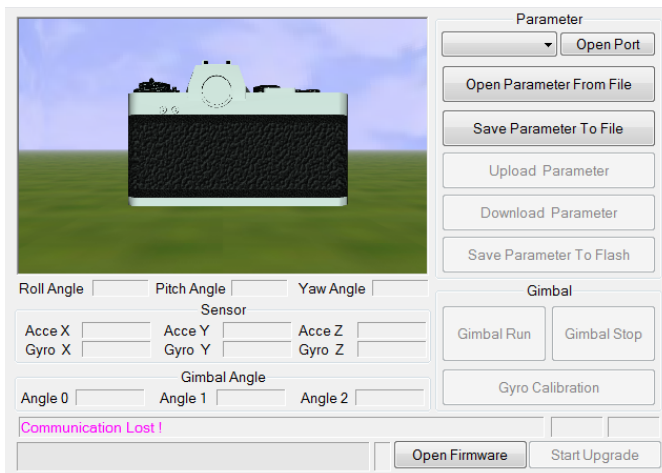 Parameter
Open Port
Open Parameter From File
Save Parameter To File
Upload Parameter
Download Parameter
Save Parameter To Flash
Roll Angle Pitch Angle Yaw Angle
Sensor
Acce X Acce Y Acce Z
Gyro X Gyro Y Gyro Z
Gimbal Angle
Angle 0 Angle 1 Angle 2
Gimbal
Gimbal Run Gimbal Stop
Gyro Calibration
Communication Lost !
Open Firmware Start Upgrade